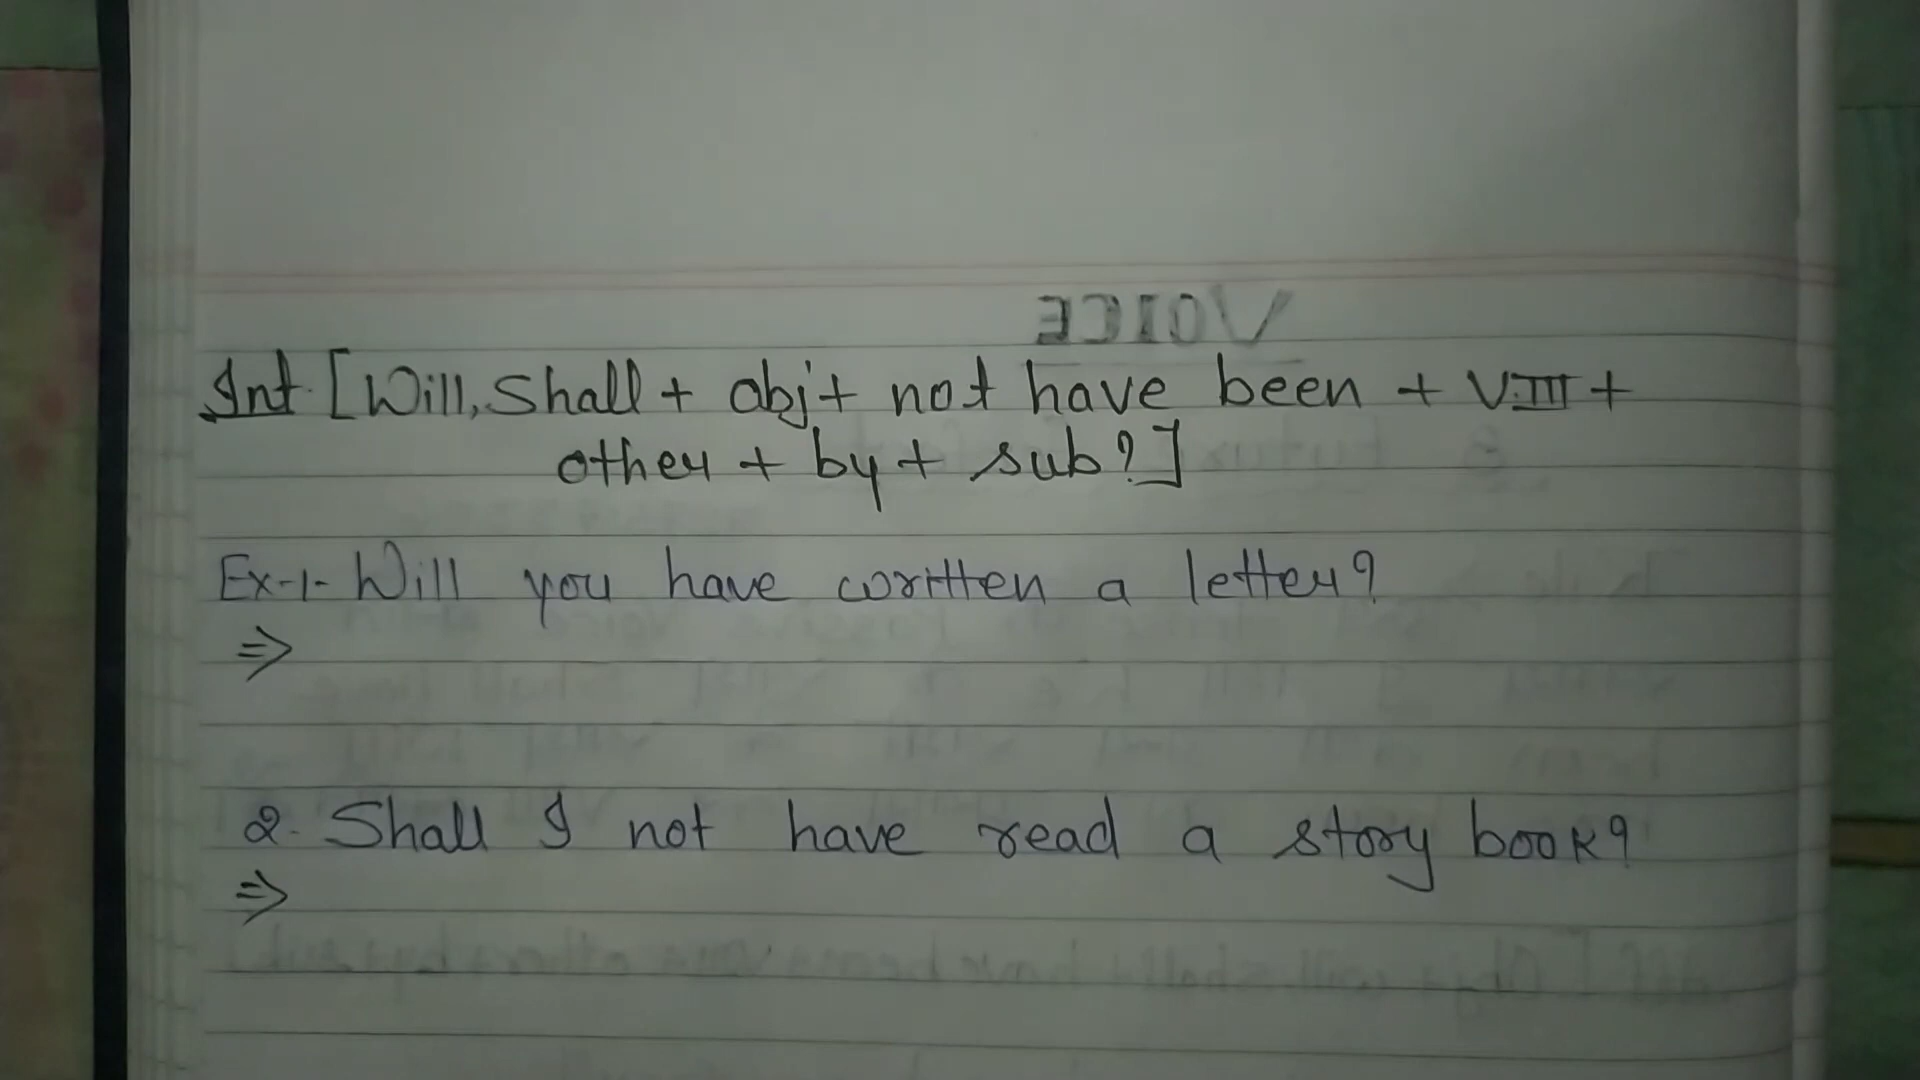 VOICE
Int [Will, Shall + obj + not have been + V.III +
other + by + sub?]
Ex-1- Will you have written a letter?
⇒
2. Shall I not have read a story book?
⇒